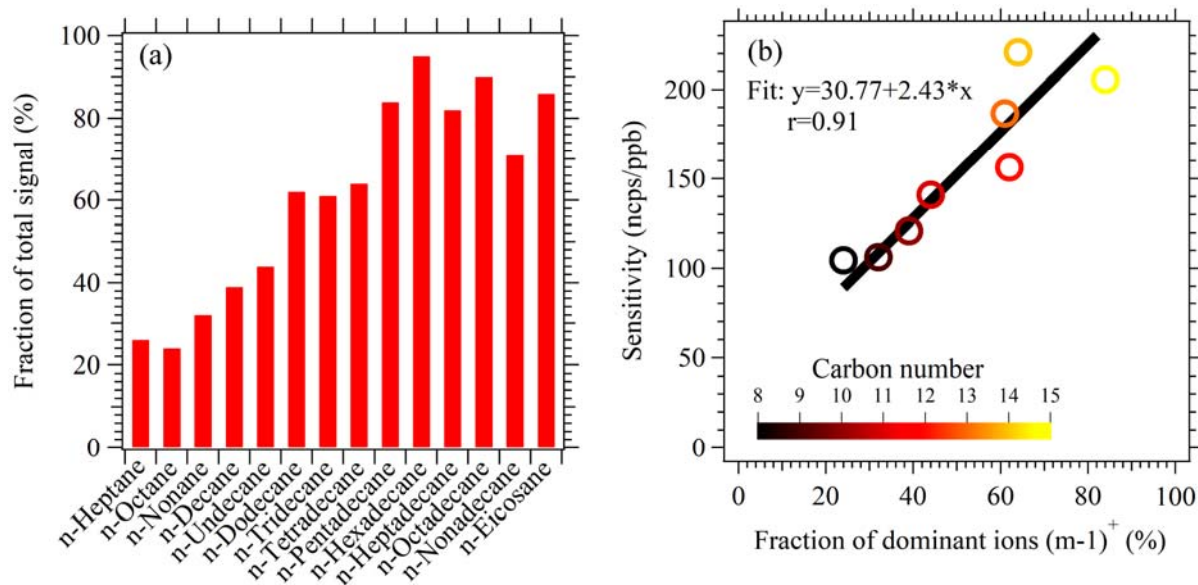 (a)
Fraction of total signal (%)
100
80
60
40
20
0
n-Heptane
n-Octane
n-Nonane
n-Decane
n-Undecane
n-Dodecane
n-Tridecane
n-Tetradecane
n-Pentadecane
n-Hexadecane
n-Heptadecane
n-Octadecane
n-Nonadecane
n-Eicosane
(b)
Fit: y=30.77+2.43*x
r=0.91
Sensitivity (ncps/ppb)
200
150
100
50
0
Carbon number
8 9 10 11 12 13 14 15
0 20 40 60 80 100
Fraction of dominant ions (m-1)⁺ (%)